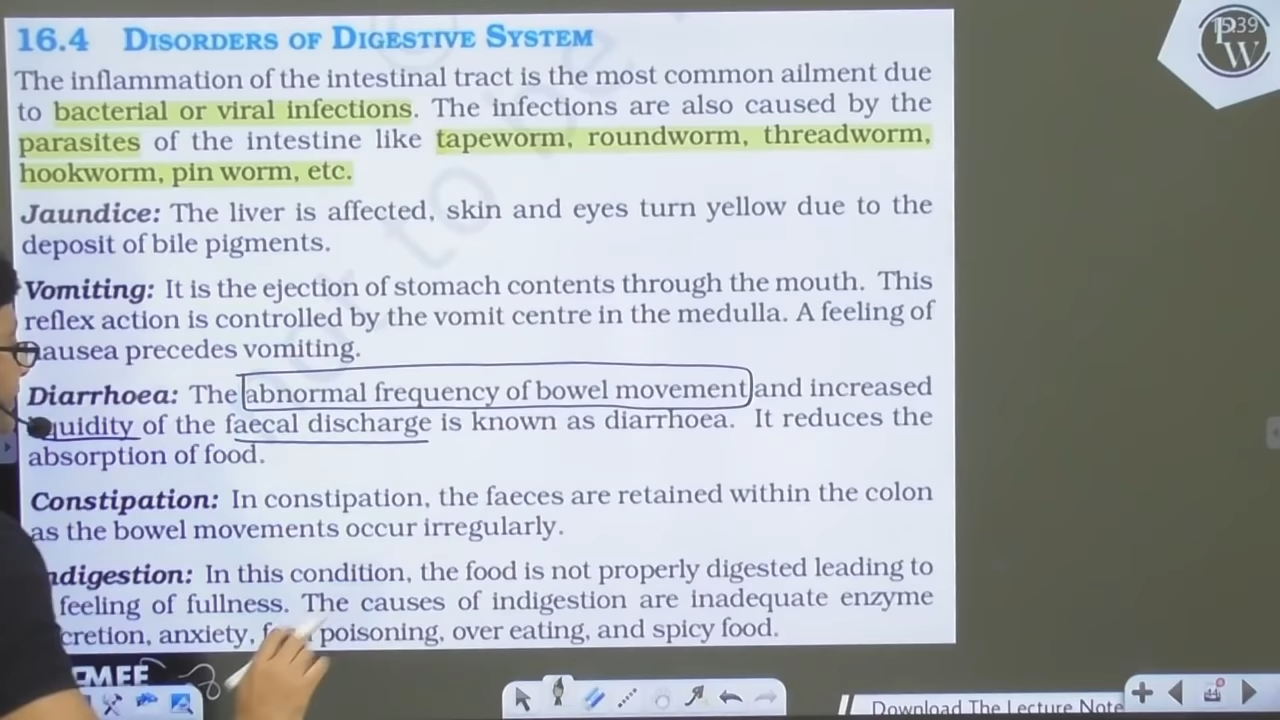 16.4 DISORDERS OF DIGESTIVE SYSTEM
The inflammation of the intestinal tract is the most common ailment due
to bacterial or viral infections. The infections are also caused by the
parasites of the intestine like tapeworm, roundworm, threadworm,
hookworm, pin worm, etc.
Jaundice: The liver is affected, skin and eyes turn yellow due to the
deposit of bile pigments.
Vomiting: It is the ejection of stomach contents through the mouth. This
reflex action is controlled by the vomit centre in the medulla. A feeling of
ausea precedes vomiting.
Diarrhoea: The abnormal frequency of bowel movement and increased
quidity of the faecal discharge is known as diarrhoea. It reduces the
absorption of food.
Constipation: In constipation, the faeces are retained within the colon
as the bowel movements occur irregularly.
ndigestion: In this condition, the food is not properly digested leading to
feeling of fullness. The causes of indigestion are inadequate enzyme
cretion, anxiety, poisoning, over eating, and spicy food.
15:39
PW
Download The Lecture Note